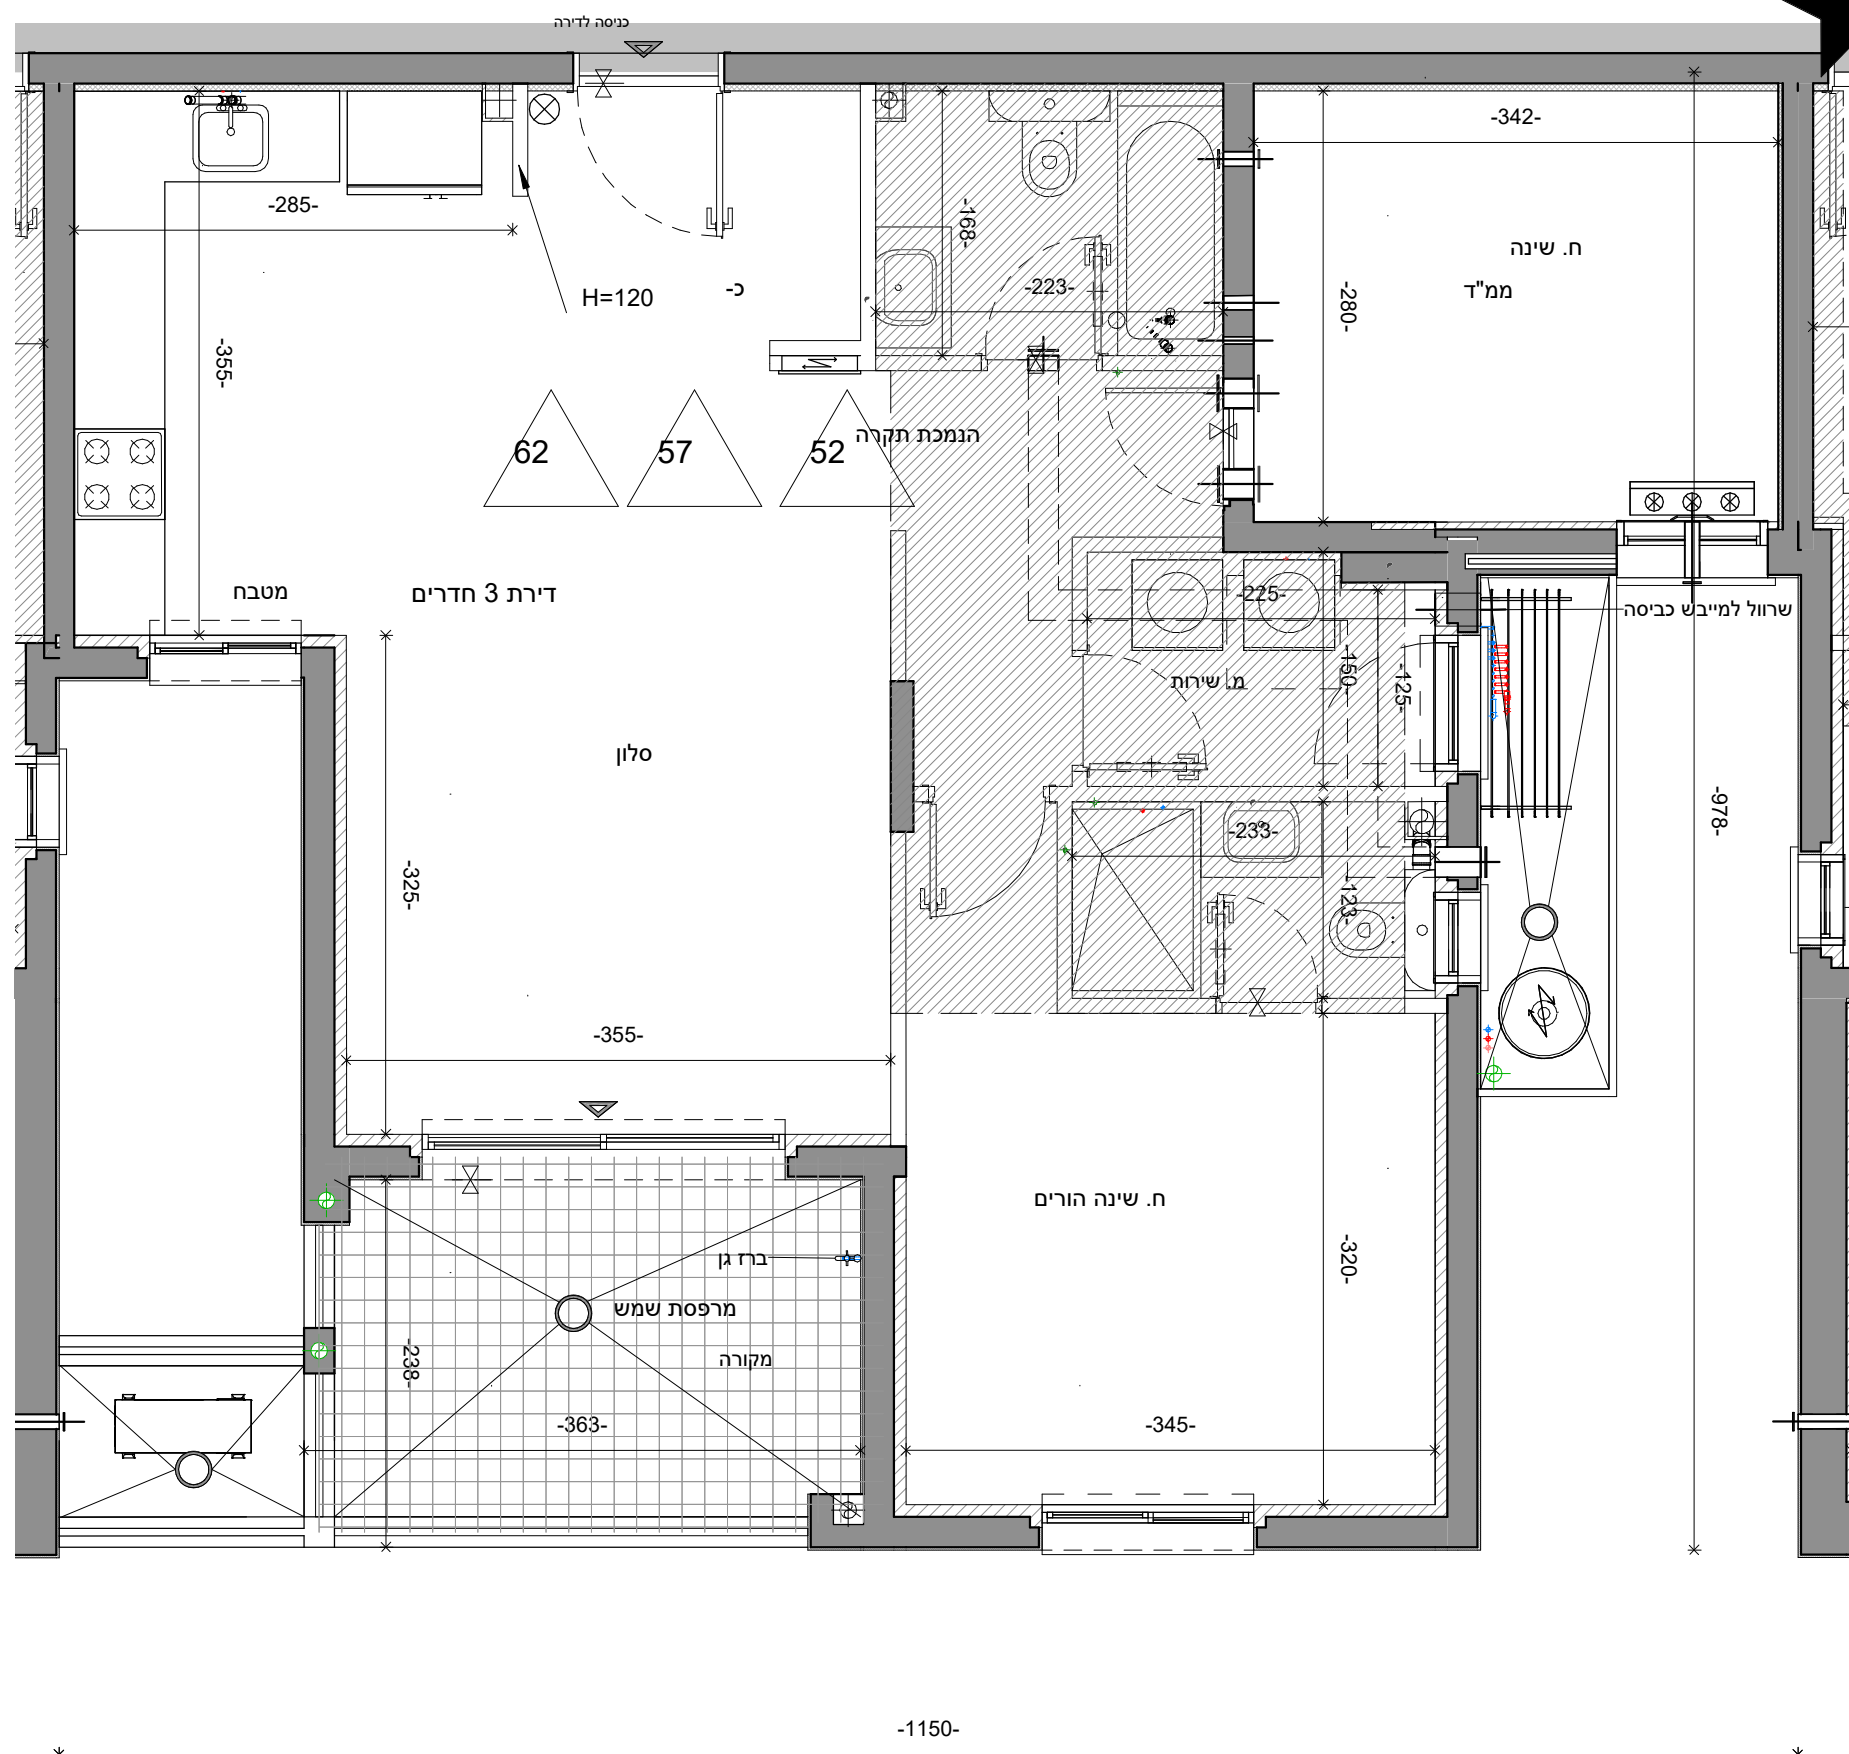 כניסה לדירה
-342-
-285-
-168-
ח. שינה
ממ"ד
-223-
-280-
H=120
כ-
-355-
62
57
52
הנמכת תקרה
מטבח
דירת 3 חדרים
-225-
שרוול למייבש כביסה
-150-
-125-
מ. שירות
סלון
-978-
-233-
-325-
-123-
-355-
ח. שינה הורים
ברז גן
-320-
מרפסת שמש
מקורה
-238-
-363-
-345-
-1150-